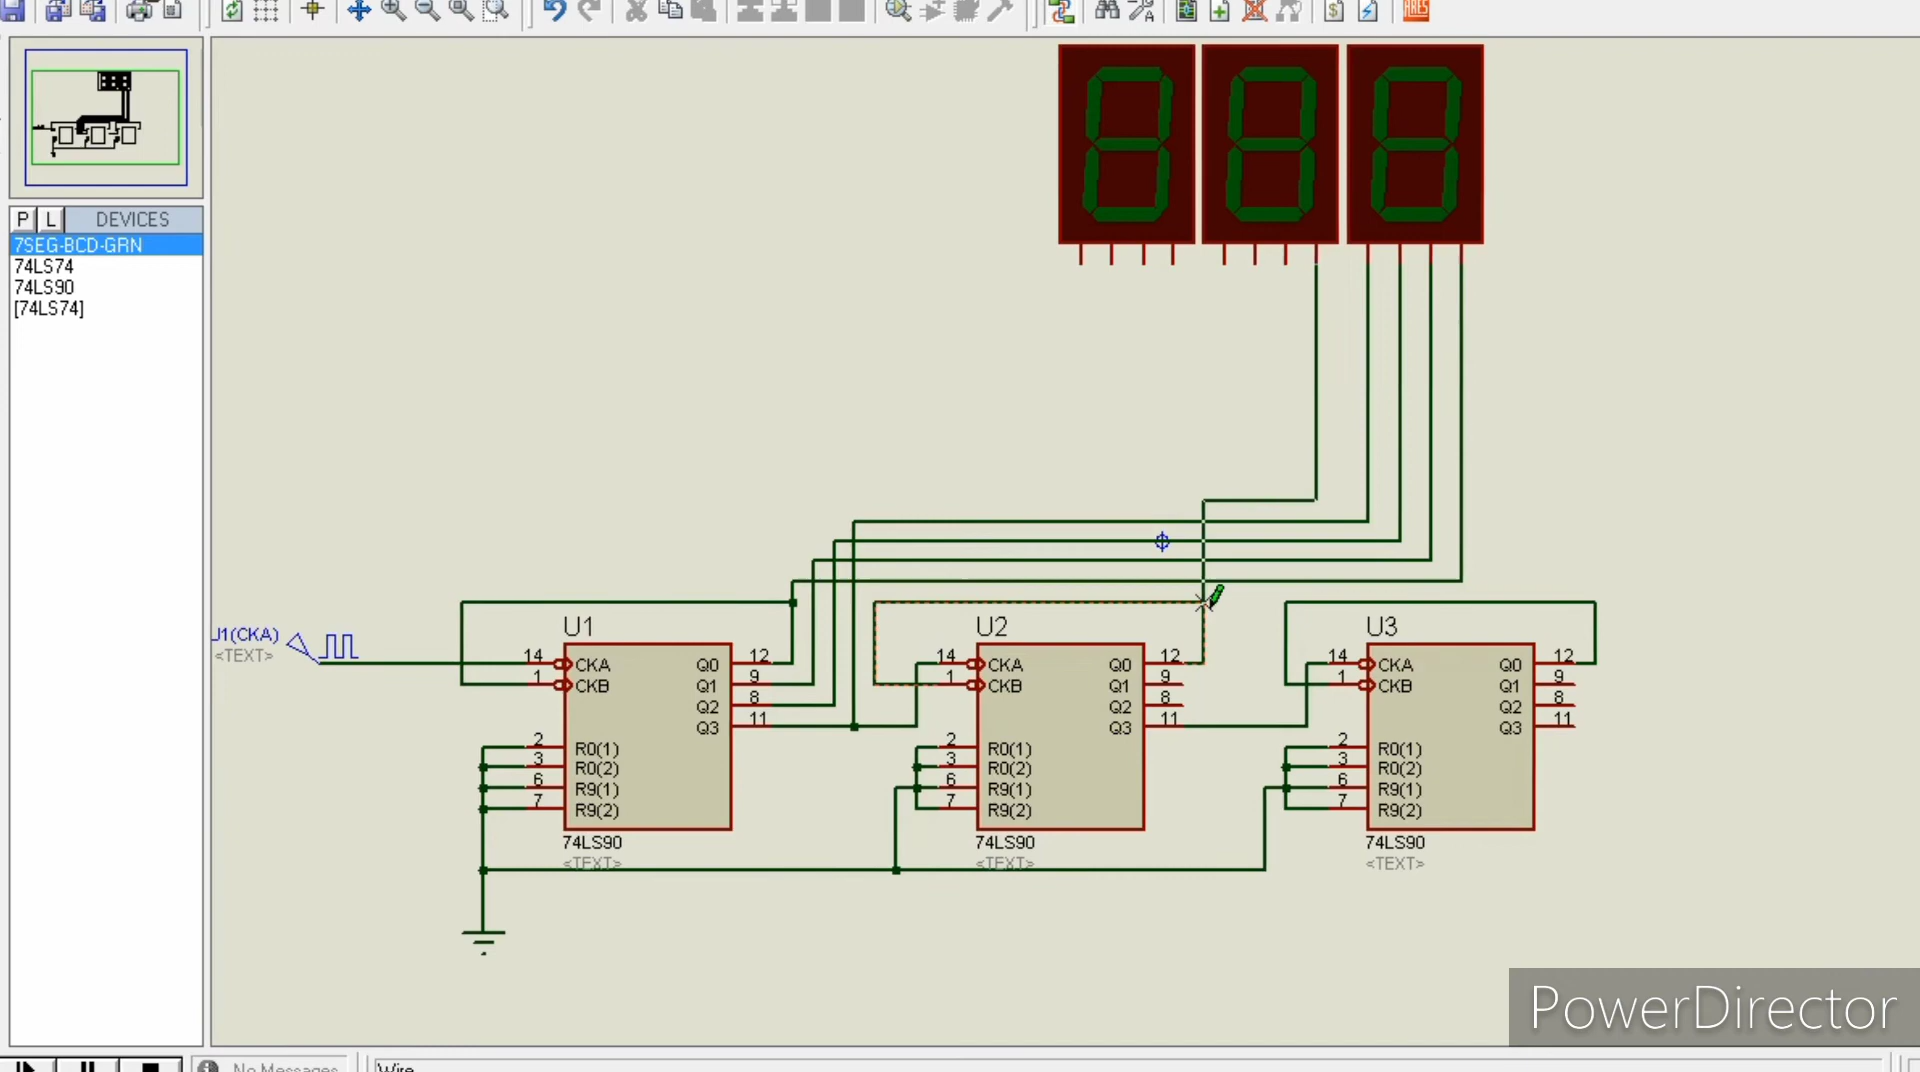 ARES
P L DEVICES
7SEG-BCD-GRN
74LS74
74LS90
[74LS74]
J1(CKA)
<TEXT>
U1
14 CKA Q0 12
1 CKB Q1 9
Q2 8
Q3 11
2 R0(1)
3 R0(2)
6 R9(1)
7 R9(2)
74LS90
<TEXT>
U2
14 CKA Q0 12
1 CKB Q1 9
Q2 8
Q3 11
2 R0(1)
3 R0(2)
6 R9(1)
7 R9(2)
74LS90
<TEXT>
U3
14 CKA Q0 12
1 CKB Q1 9
Q2 8
Q3 11
2 R0(1)
3 R0(2)
6 R9(1)
7 R9(2)
74LS90
<TEXT>
PowerDirector
No Messages
Wire